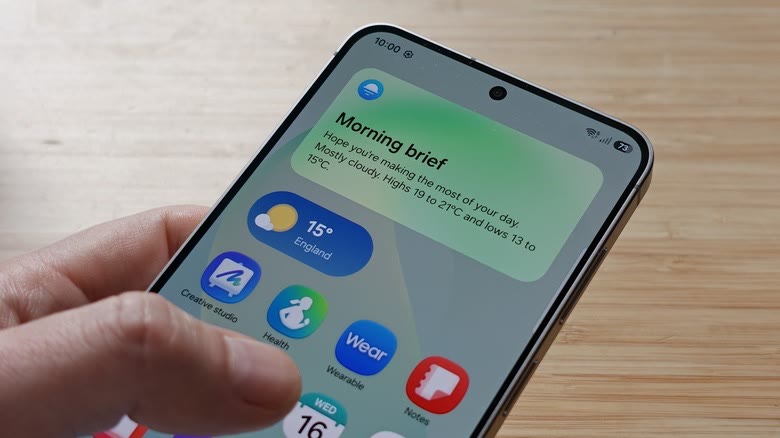 10:00
73
Morning brief
Hope you're making the most of your day.
Mostly cloudy. Highs 19 to 21°C and lows 13 to
15°C.
15°
England
Creative studio
Health
Wear
Wearable
Notes
WED
16